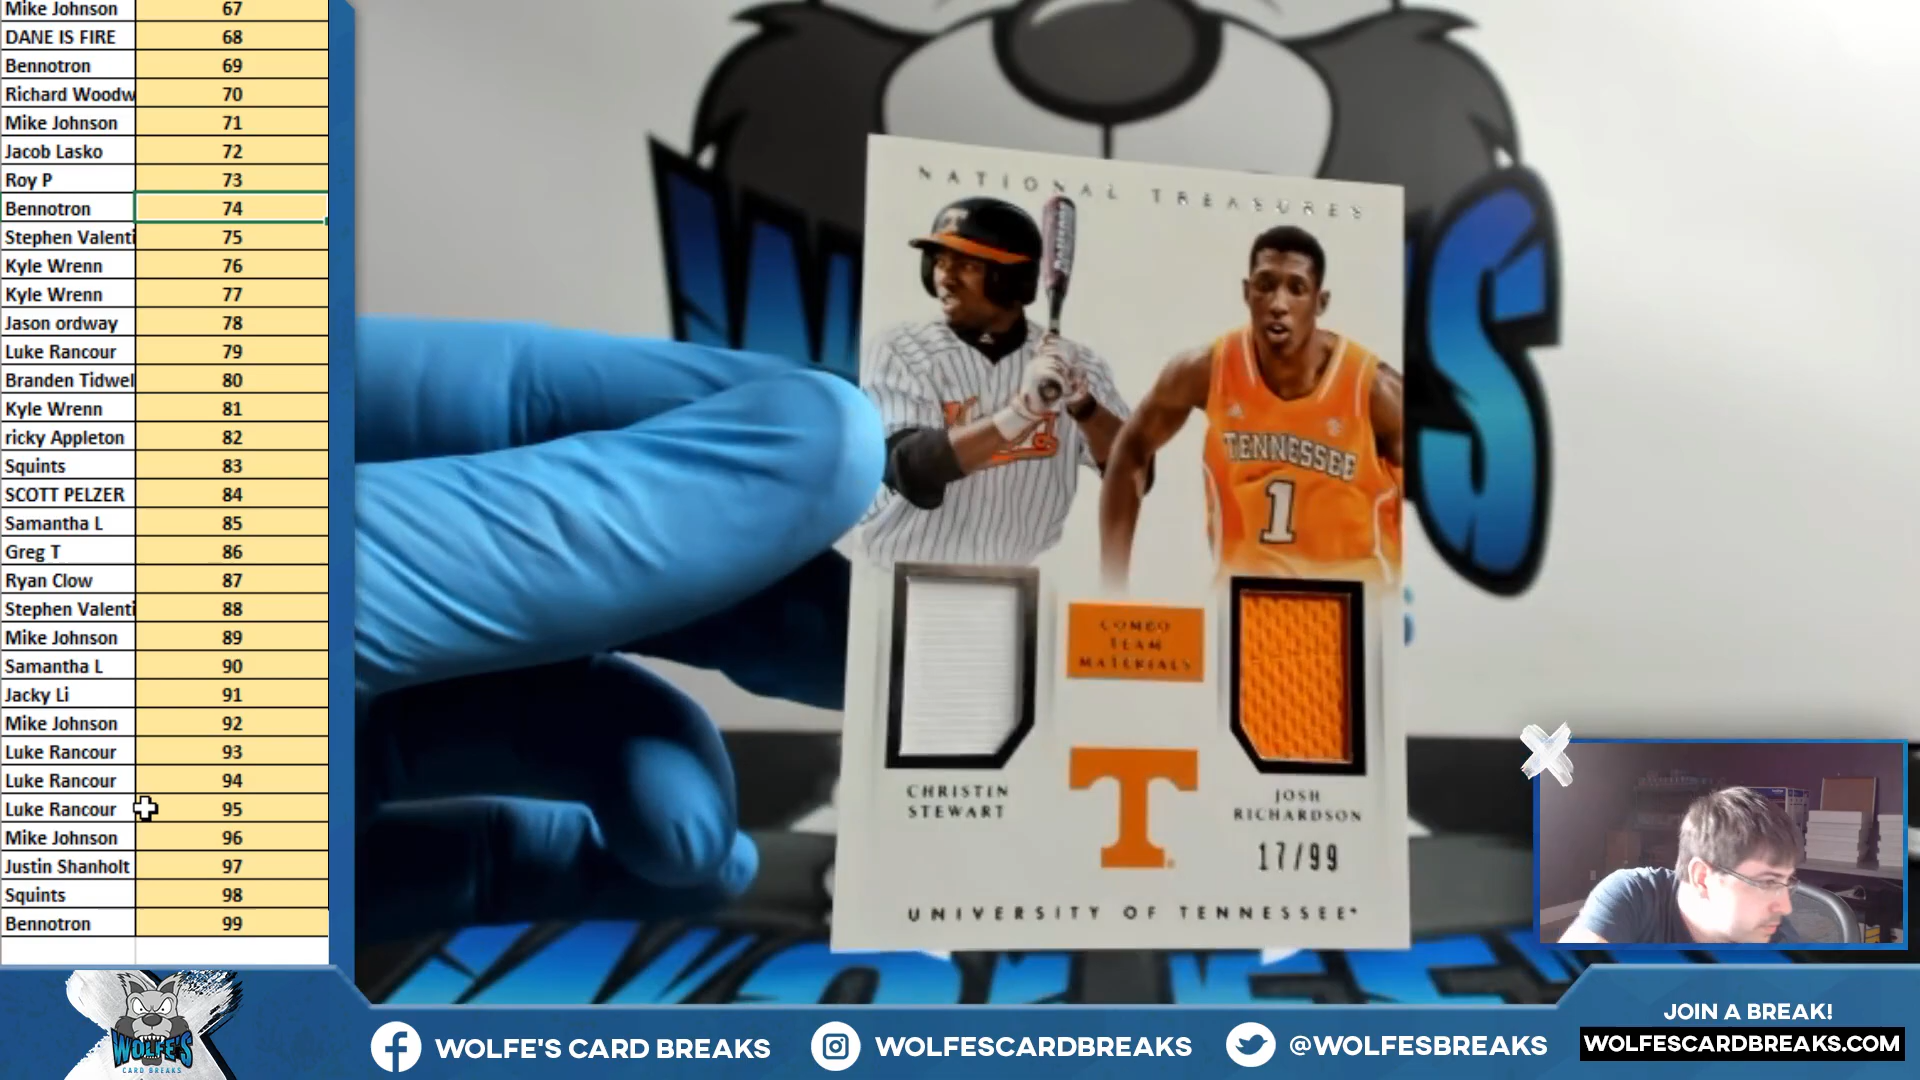 Mike Johnson 67
DANE IS FIRE 68
Bennotron 69
Richard Woodw 70
Mike Johnson 71
Jacob Lasko 72
Roy P 73
Bennotron 74
Stephen Valenti 75
Kyle Wrenn 76
Kyle Wrenn 77
Jason ordway 78
Luke Rancour 79
Branden Tidwel 80
Kyle Wrenn 81
ricky Appleton 82
Squints 83
SCOTT PELZER 84
Samantha L 85
Greg T 86
Ryan Clow 87
Stephen Valenti 88
Mike Johnson 89
Samantha L 90
Jacky Li 91
Mike Johnson 92
Luke Rancour 93
Luke Rancour 94
Luke Rancour 95
Mike Johnson 96
Justin Shanholt 97
Squints 98
Bennotron 99
NATIONAL TREASURES
T
TENNESSEE
1
COMBO
TEAM
MATERIALS
T
CHRISTIN
STEWART
JOSH
RICHARDSON
17/99
UNIVERSITY OF TENNESSEE
WOLFE'S
CARD BREAKS
WOLFE'S CARD BREAKS
WOLFESCARDBREAKS
@WOLFESBREAKS
JOIN A BREAK!
WOLFESCARDBREAKS.COM